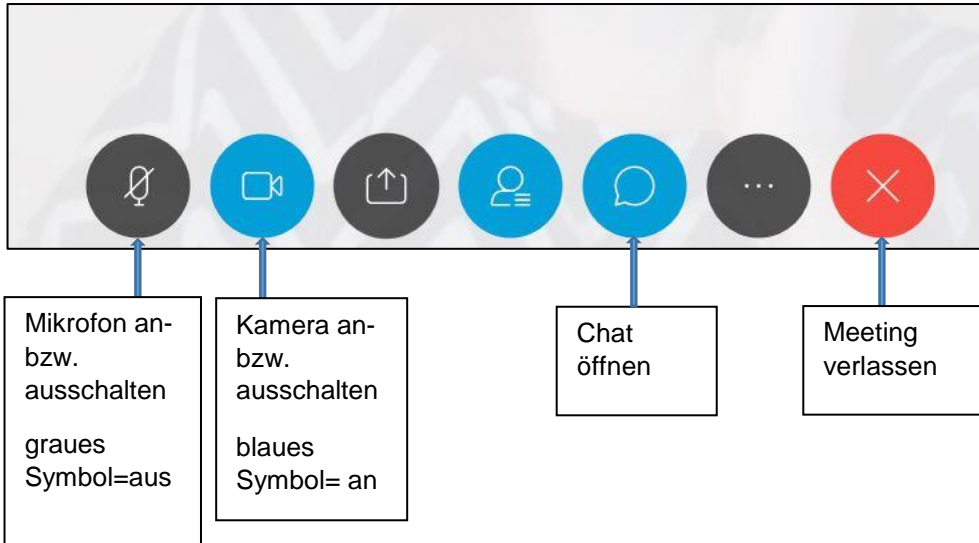 Mikrofon an-
bzw.
ausschalten
graues
Symbol=aus
Kamera an-
bzw.
ausschalten
blaues
Symbol= an
Chat
öffnen
Meeting
verlassen